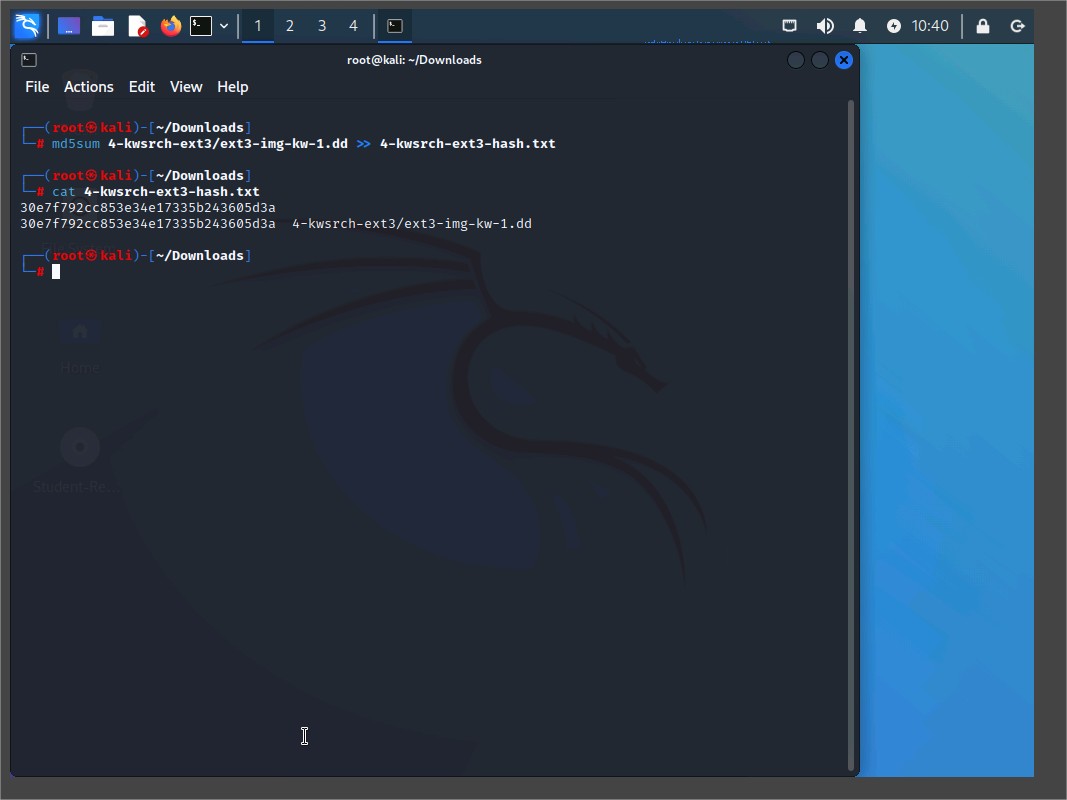 1 2 3 4 10:40
root@kali: ~/Downloads
File Actions Edit View Help
┌──(root㉿kali)-[~/Downloads]
└─# md5sum 4-kwsrch-ext3/ext3-img-kw-1.dd >> 4-kwsrch-ext3-hash.txt
┌──(root㉿kali)-[~/Downloads]
└─# cat 4-kwsrch-ext3-hash.txt
30e7f792cc853e34e17335b243605d3a
30e7f792cc853e34e17335b243605d3a  4-kwsrch-ext3/ext3-img-kw-1.dd
┌──(root㉿kali)-[~/Downloads]
└─#
Home
Student-Re...